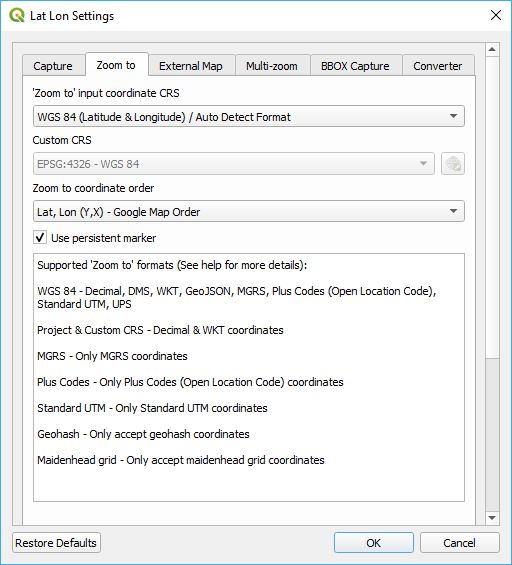 Lat Lon Settings
Capture
Zoom to
External Map
Multi-zoom
BBOX Capture
Converter
'Zoom to' input coordinate CRS
WGS 84 (Latitude & Longitude) / Auto Detect Format
Custom CRS
EPSG:4326 - WGS 84
Zoom to coordinate order
Lat, Lon (Y,X) - Google Map Order
Use persistent marker
Supported 'Zoom to' formats (See help for more details):
WGS 84 - Decimal, DMS, WKT, GeoJSON, MGRS, Plus Codes (Open Location Code),
Standard UTM, UPS
Project & Custom CRS - Decimal & WKT coordinates
MGRS - Only MGRS coordinates
Plus Codes - Only Plus Codes (Open Location Code) coordinates
Standard UTM - Only Standard UTM coordinates
Geohash - Only accept geohash coordinates
Maidenhead grid - Only accept maidenhead grid coordinates
Restore Defaults
OK
Cancel